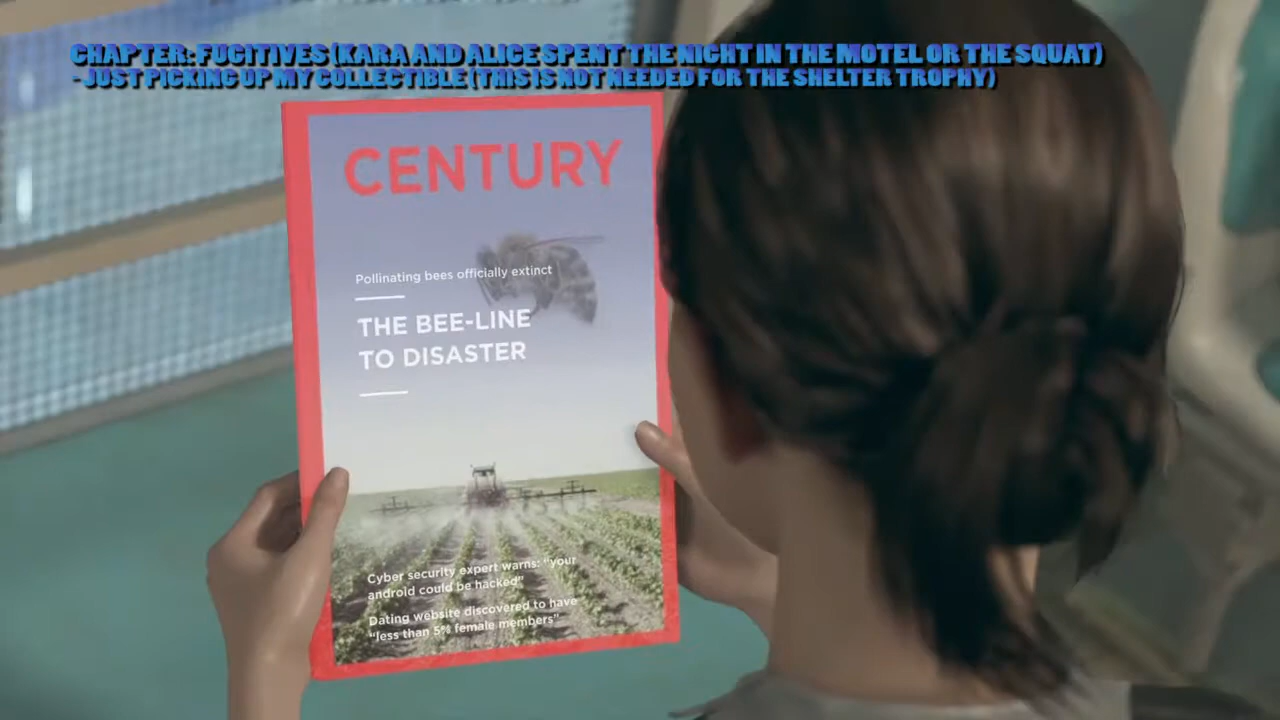 CHAPTER: FUGITIVES (KARA AND ALICE SPENT THE NIGHT IN THE MOTEL OR THE SQUAT)
- JUST PICKING UP MY COLLECTIBLE (THIS IS NOT NEEDED FOR THE SHELTER TROPHY)
CENTURY
Pollinating bees officially extinct
THE BEE-LINE
TO DISASTER
Cyber security expert warns: "your
android could be hacked"
Dating website discovered to have
"less than 5% female members"